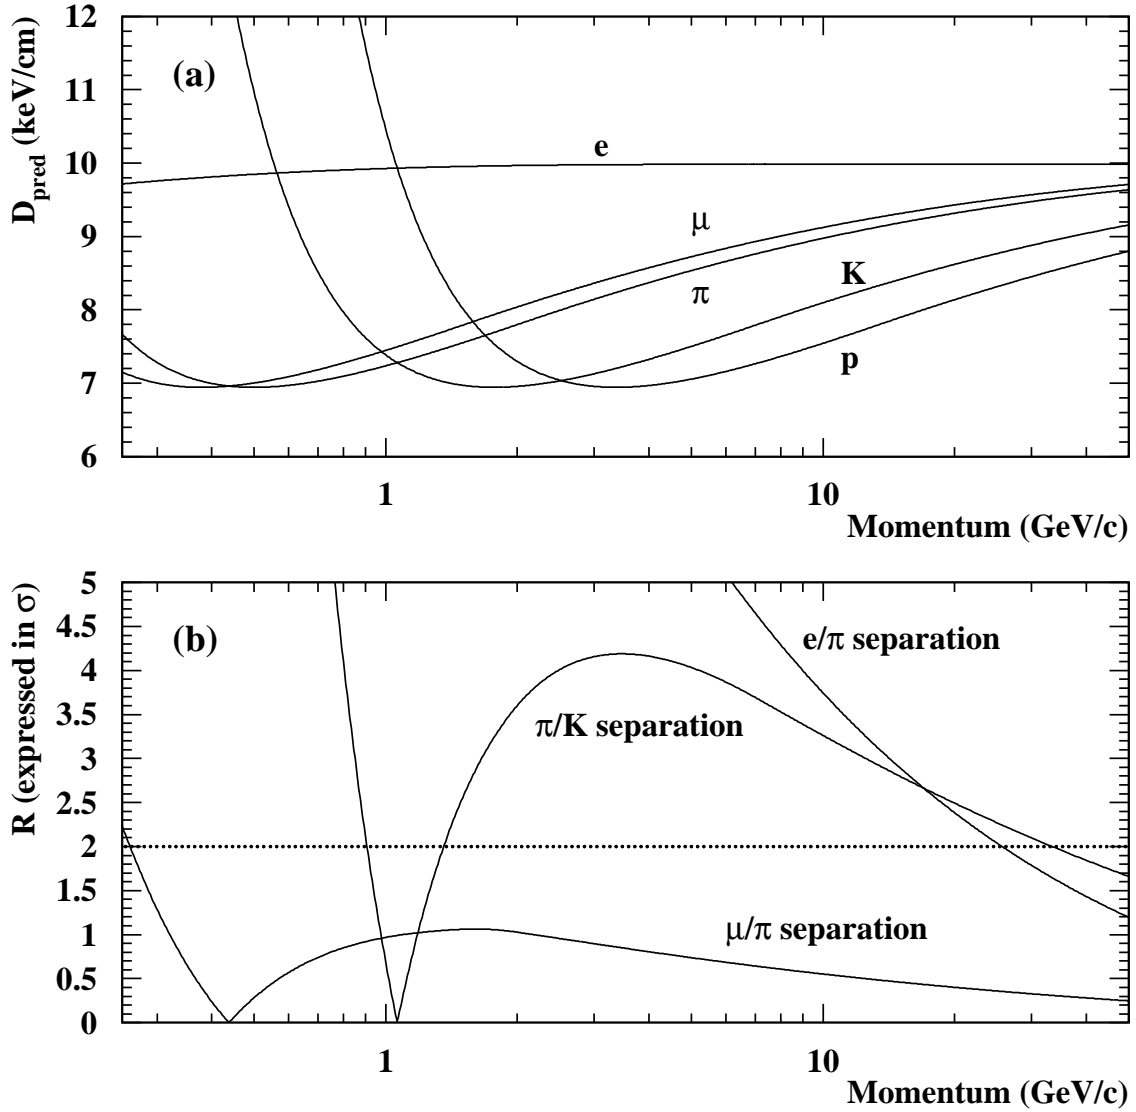 D_pred (keV/cm)
12
11
10
9
8
7
6
(a)
e
μ
π
K
p
1
10
Momentum (GeV/c)
R (expressed in σ)
5
4.5
4
3.5
3
2.5
2
1.5
1
0.5
0
(b)
e/π separation
π/K separation
μ/π separation
1
10
Momentum (GeV/c)